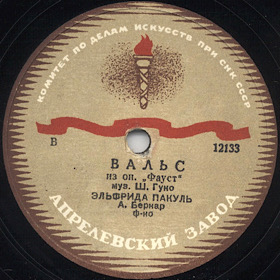 КОМИТЕТ ПО ДЕЛАМ ИСКУССТВ ПРИ СНК СССР
В 12133
ВАЛЬС
из оп. „Фауст"
муз. Ш. Гуно
ЭЛЬФРИДА ПАКУЛЬ
А. Бернар
Ф-но
АПРЕЛЕВСКИЙ ЗАВОД